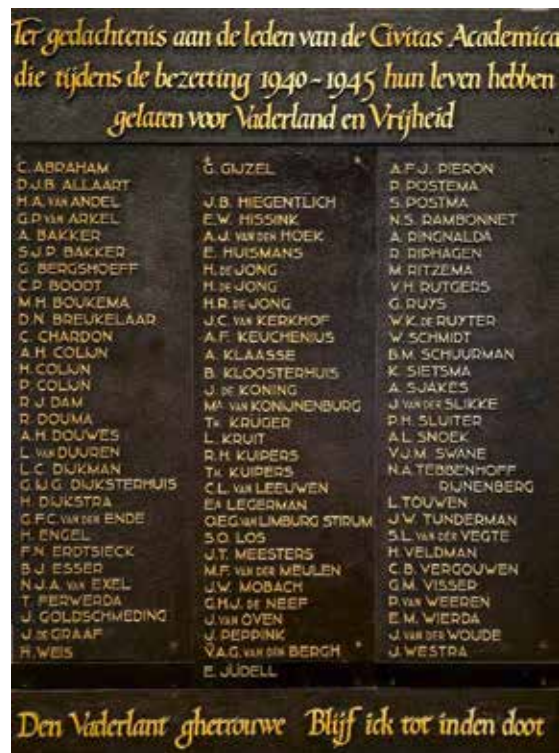 Ter gedachtenis aan de leden van de Civitas Academica
die tijdens de bezetting 1940-1945 hun leven hebben
gelaten voor Vaderland en Vrijheid
C. ABRAHAM
D.J.B. ALLAART
H.A. VAN ANDEL
G.P. VAN ARKEL
A. BAKKER
S.J.P. BAKKER
G. BERGSHOEFF
C.P. BOODT
M.H. BOUKEMA
D.N. BREUKELAAR
C. CHARDON
A.H. COLIJN
H. COLIJN
P. COLIJN
R.J. DAM
R. DOUMA
A.H. DOUWES
L. VAN DUUREN
L.C. DIJKMAN
G.IJ.G. DIJKSTERHUIS
H. DIJKSTRA
G.F.C. VAN DEN ENDE
H. ENGEL
F.N. ERDTSIECK
B.J. ESSER
N.J.A. VAN EXEL
T. FERWERDA
J. GOLDSCHMEDING
J. DE GRAAF
H. WEIS
G. GIJZEL
J.B. HIEGENTLICH
E.W. HISSINK
A.J. VAN DEN HOEK
E. HUISMANS
H. DE JONG
H. DE JONG
H.R. DE JONG
J.C. VAN KERKHOF
A.F. KEUCHENIUS
A. KLAASSE
B. KLOOSTERHUIS
J. DE KONING
MA. VAN KONIJNENBURG
TH. KRÜGER
L. KRUIT
R.H. KUIPERS
TH. KUIPERS
C.L. VAN LEEUWEN
EA LEGERMAN
O.E.G. VAN LIMBURG STIRUM
S.O. LOS
J.T. MEESTERS
M.F. VAN DER MEULEN
J.W. MOBACH
G.H.J. DE NEEF
J. VAN OVEN
J. PEPPINK
V.A.G. VAN DEN BERGH
E. JÜDELL
A.F.J. PIERON
P. POSTEMA
S. POSTMA
N.S. RAMBONNET
A. RINGNALDA
R. RIPHAGEN
M. RITZEMA
V.H. RUTGERS
G. RUYS
W.K. DE RUYTER
W. SCHMIDT
B.M. SCHUURMAN
K. SIETSMA
A. SJAKES
J. VAN DER SLIKKE
P.H. SLUITER
A.L. SNOEK
V.J.M. SWANE
N.A. TEBBENHOFF
RIJNENBERG
L. TOUWEN
J.W. TUNDERMAN
S.L. VAN DER VEGTE
H. VELDMAN
C.B. VERGOUWEN
G.M. VISSER
P. VAN WEEREN
E.M. WIERDA
J. VAN DER WOUDE
J. WESTRA
Den Vaderlant ghetrouwe Blijf ick tot inden doot